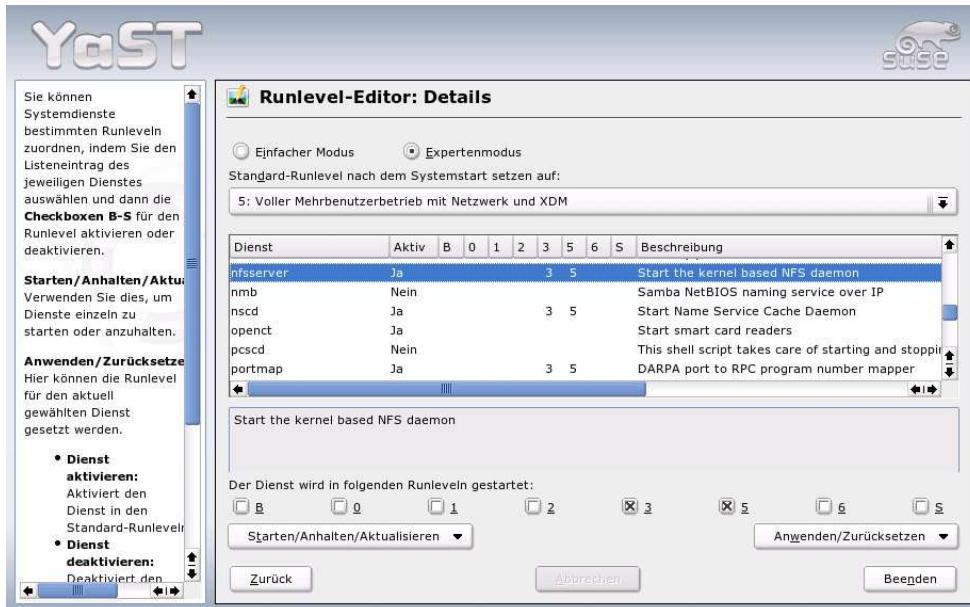 YaST
SUSE
Sie können
Systemdienste
bestimmten Runleveln
zuordnen, indem Sie den
Listeneintrag des
jeweiligen Dienstes
auswählen und dann die
Checkboxen B-S für den
Runlevel aktivieren oder
deaktivieren.
Starten/Anhalten/Aktua
Verwenden Sie dies, um
Dienste einzeln zu
starten oder anzuhalten.
Anwenden/Zurücksetze
Hier können die Runlevel
für den aktuell
gewählten Dienst
gesetzt werden.
• Dienst
aktivieren:
Aktiviert den
Dienst in den
Standard-Runleveln
• Dienst
deaktivieren:
Deaktiviert den
Runlevel-Editor: Details
Einfacher Modus Expertenmodus
Standard-Runlevel nach dem Systemstart setzen auf:
5: Voller Mehrbenutzerbetrieb mit Netzwerk und XDM
Dienst Aktiv B 0 1 2 3 5 6 S Beschreibung
nfsserver Ja 3 5 Start the kernel based NFS daemon
nmb Nein Samba NetBIOS naming service over IP
nscd Ja 3 5 Start Name Service Cache Daemon
openct Ja Start smart card readers
pcscd Nein This shell script takes care of starting and stoppin
portmap Ja 3 5 DARPA port to RPC program number mapper
Start the kernel based NFS daemon
Der Dienst wird in folgenden Runleveln gestartet:
B 0 1 2 3 5 6 S
Starten/Anhalten/Aktualisieren Anwenden/Zurücksetzen
Zurück Abbrechen Beenden